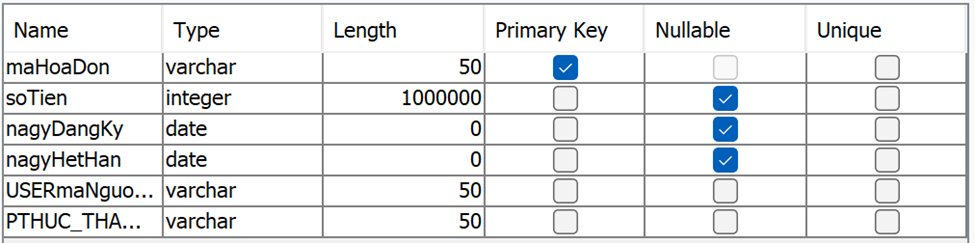 Name Type Length Primary Key Nullable Unique
maHoaDon varchar 50
soTien integer 1000000
nagyDangKy date 0
nagyHetHan date 0
USERmaNguo... varchar 50
PTHUC_THA... varchar 50